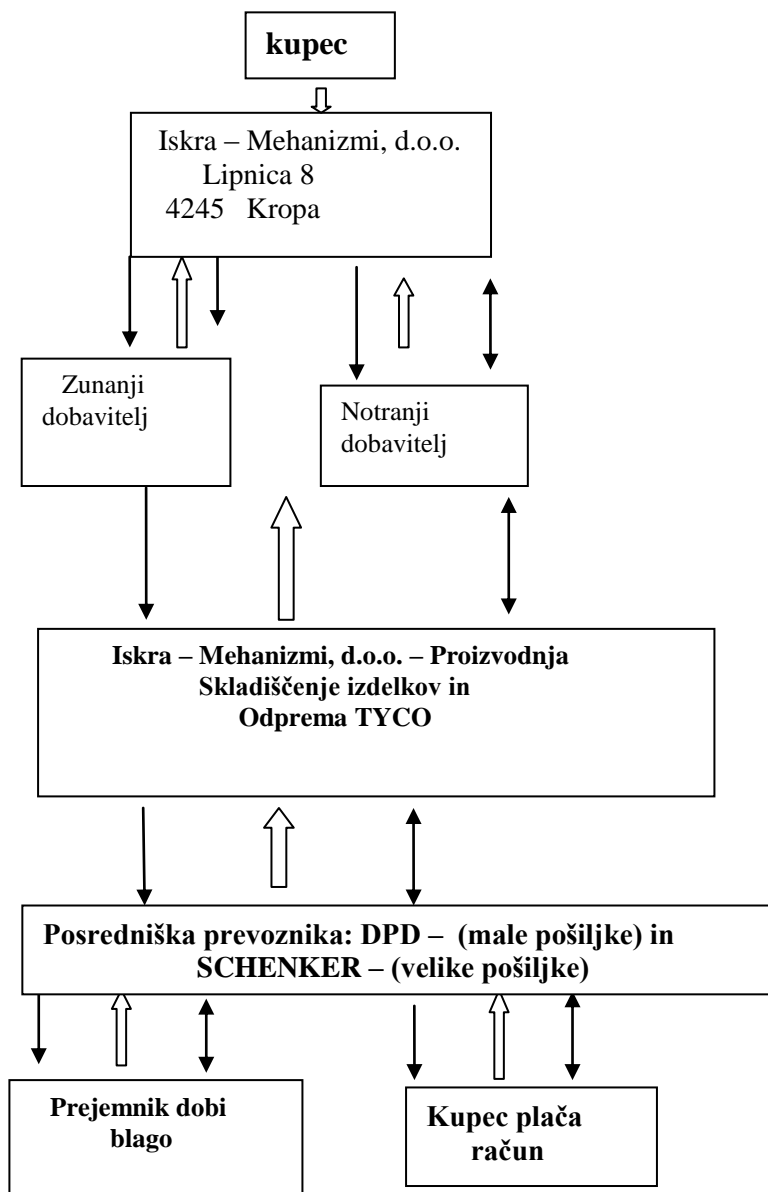 kupec
Iskra – Mehanizmi, d.o.o.
Lipnica 8
4245 Kropa
Zunanji
dobavitelj
Notranji
dobavitelj
Iskra – Mehanizmi, d.o.o. – Proizvodnja
Skladiščenje izdelkov in
Odprema TYCO
Posredniška prevoznika: DPD – (male pošiljke) in
SCHENKER – (velike pošiljke)
Prejemnik dobi
blago
Kupec plača
račun